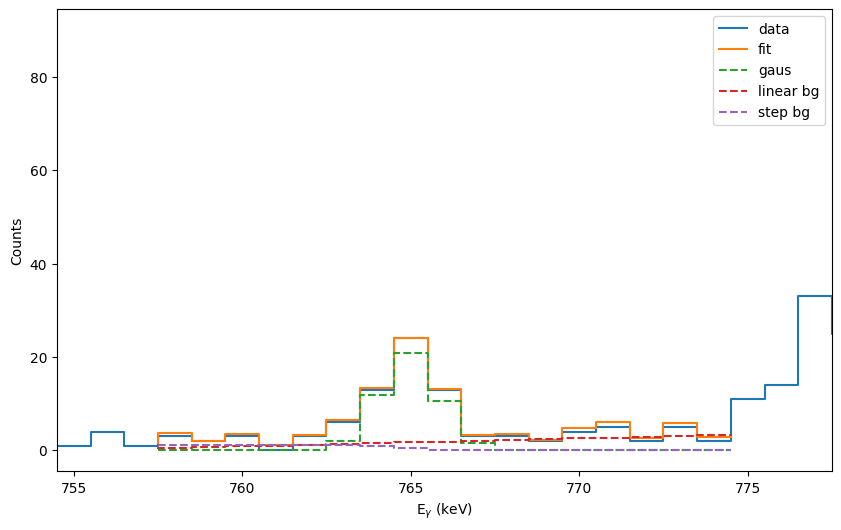 data
fit
gaus
linear bg
step bg
Counts
80
60
40
20
0
755
760
765
770
775
Eγ (keV)